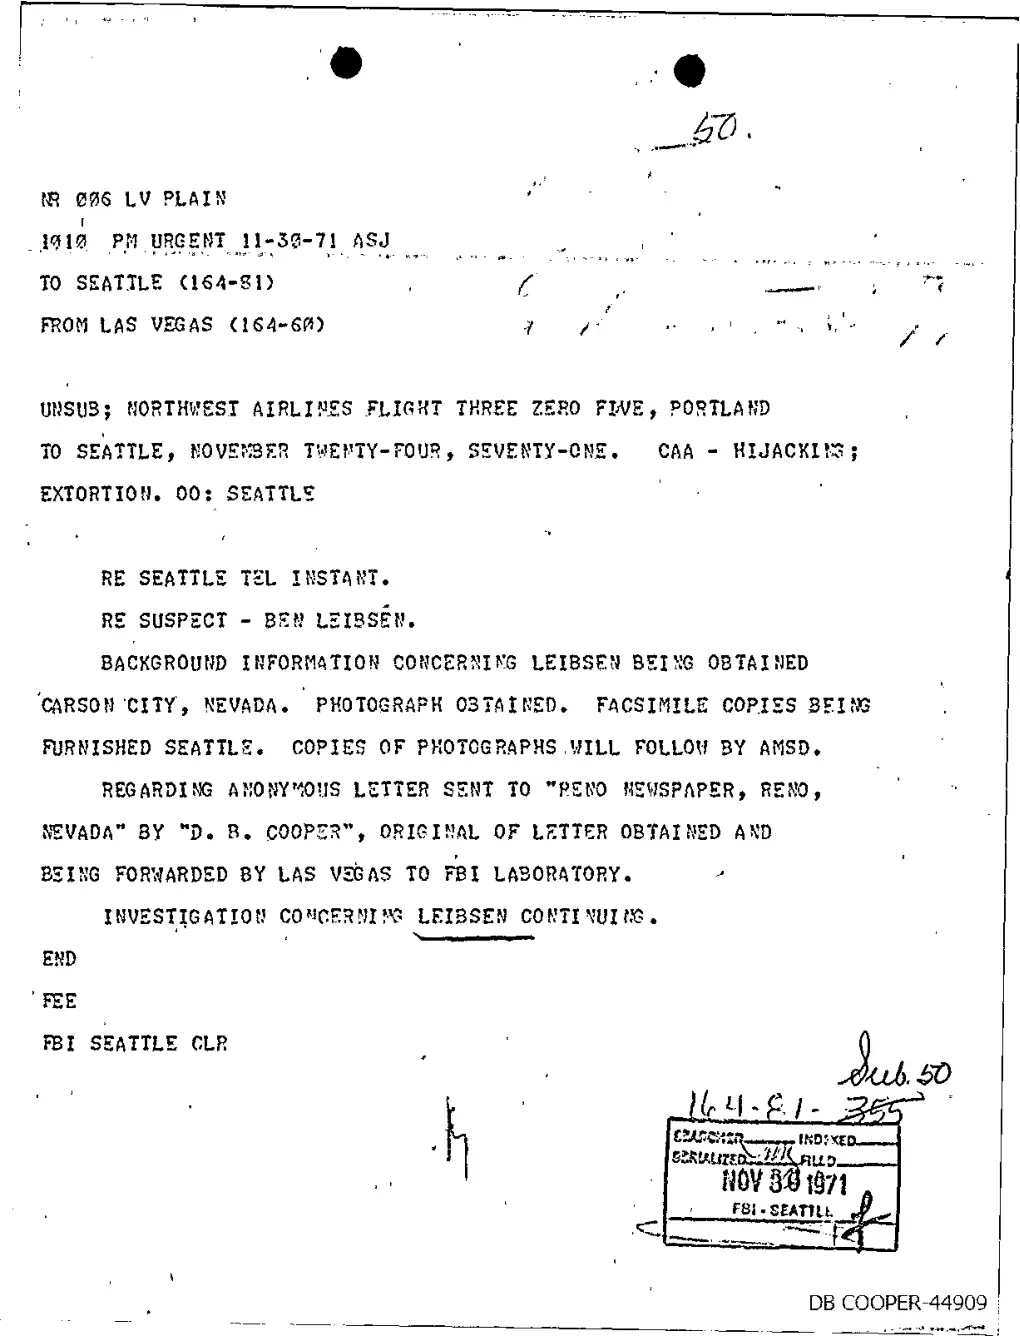 50.
NR 006 LV PLAIN
1010 PM URGENT 11-30-71 ASJ
TO SEATTLE (164-81)
FROM LAS VEGAS (164-60)
UNSUB; NORTHWEST AIRLINES FLIGHT THREE ZERO FIVE, PORTLAND
TO SEATTLE, NOVEMBER TWENTY-FOUR, SEVENTY-ONE. CAA - HIJACKING;
EXTORTION. OO: SEATTLE
RE SEATTLE TEL INSTANT.
RE SUSPECT - BEN LEIBSEN.
BACKGROUND INFORMATION CONCERNING LEIBSEN BEING OBTAINED
CARSON CITY, NEVADA. PHOTOGRAPH OBTAINED. FACSIMILE COPIES BEING
FURNISHED SEATTLE. COPIES OF PHOTOGRAPHS WILL FOLLOW BY AMSD.
REGARDING ANONYMOUS LETTER SENT TO "RENO NEWSPAPER, RENO,
NEVADA" BY "D. B. COOPER", ORIGINAL OF LETTER OBTAINED AND
BEING FORWARDED BY LAS VEGAS TO FBI LABORATORY.
INVESTIGATION CONCERNING LEIBSEN CONTINUING.
END
FEE
FBI SEATTLE CLR
Sub. 50
164-81-355
SEARCHED INDEXED
SERIALIZED FILED
NOV 30 1971
FBI - SEATTLE
DB COOPER-44909